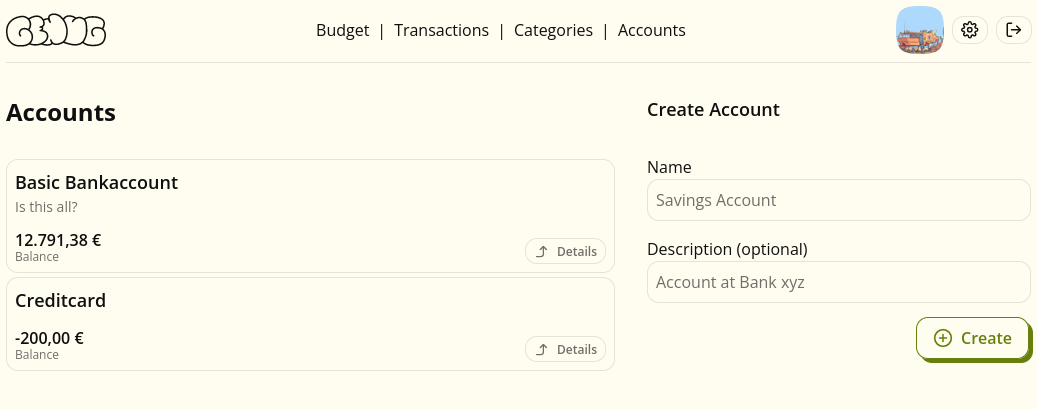 GENUG
Budget | Transactions | Categories | Accounts
Accounts
Basic Bankaccount
Is this all?
12.791,38 €
Balance
Details
Creditcard
-200,00 €
Balance
Details
Create Account
Name
Savings Account
Description (optional)
Account at Bank xyz
Create